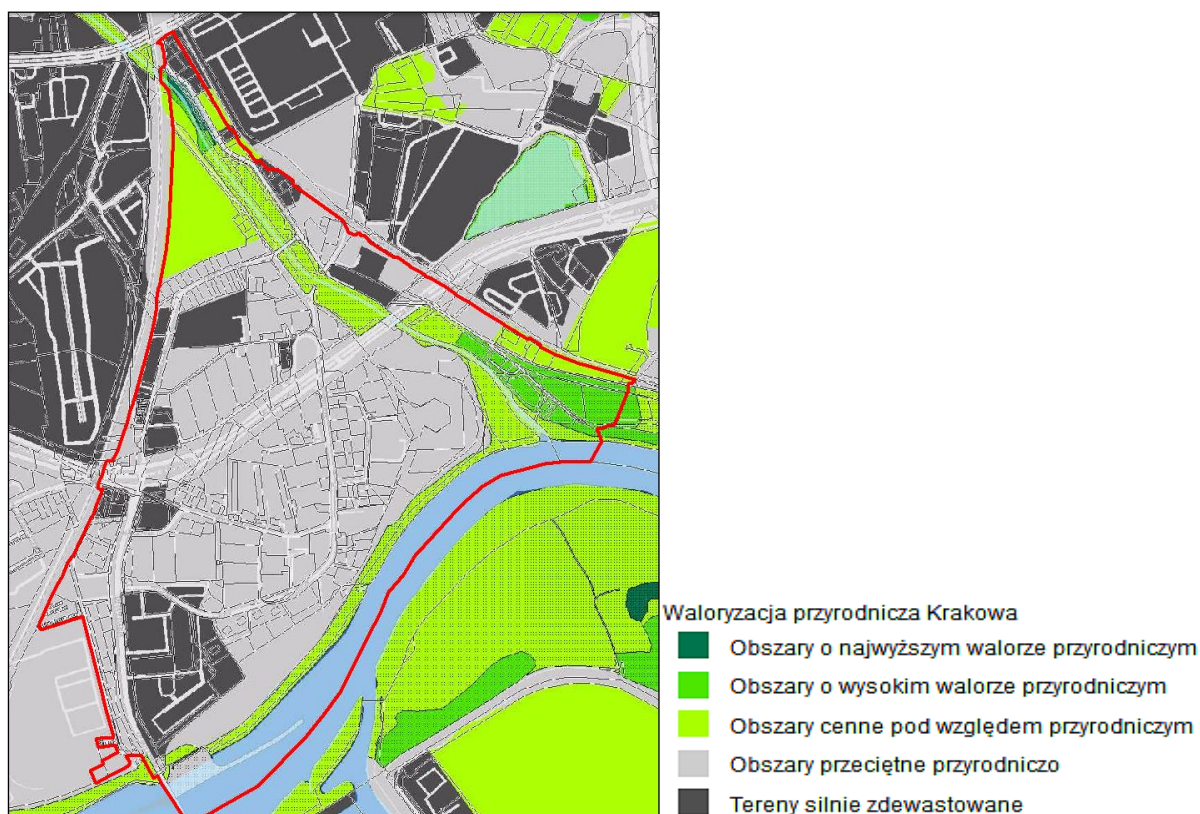 Waloryzacja przyrodnicza Krakowa
Obszary o najwyższym walorze przyrodniczym
Obszary o wysokim walorze przyrodniczym
Obszary cenne pod względem przyrodniczym
Obszary przeciętne przyrodniczo
Tereny silnie zdewastowane